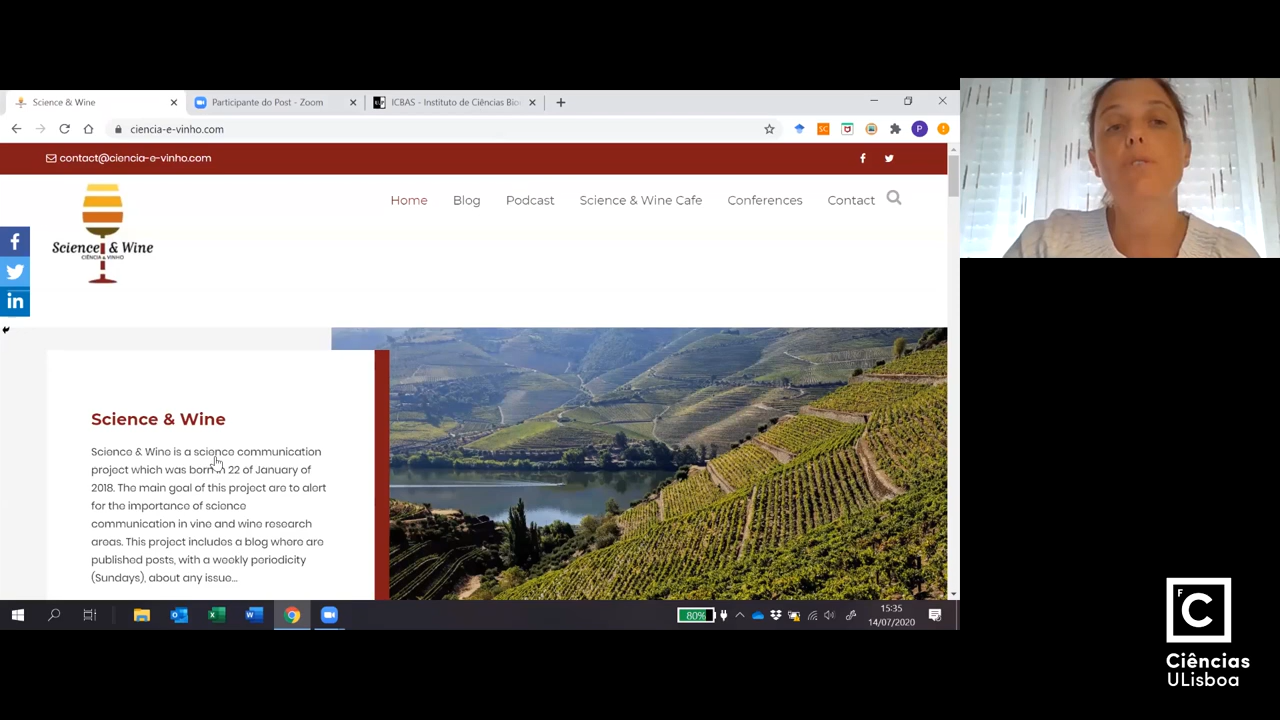 Science & Wine
Participante do Post - Zoom
ICBAS - Instituto de Ciências Bio
ciencia-e-vinho.com
SC
P
contact@ciencia-e-vinho.com
Home
Blog
Podcast
Science & Wine Cafe
Conferences
Contact
Science & Wine
CIÊNCIA & VINHO
Science & Wine
Science & Wine is a science communication
project which was born in 22 of January of
2018. The main goal of this project are to alert
for the importance of science
communication in vine and wine research
areas. This project includes a blog where are
published posts, with a weekly periodicity
(Sundays), about any issue...
80%
15:35
14/07/2020
F
C
Ciências
ULisboa